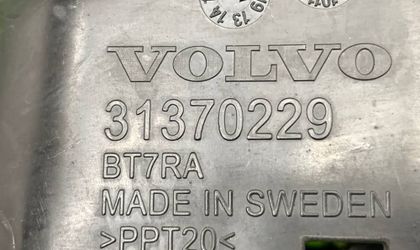 VOLVO
31370229
BT7RA
MADE IN SWEDEN
>PPT20<